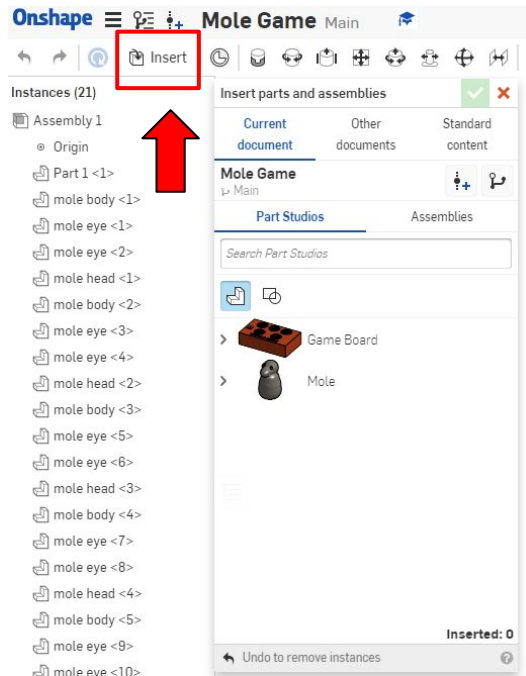 Onshape Mole Game Main
Insert
Instances (21)
Assembly 1
Origin
Part 1 <1>
mole body <1>
mole eye <1>
mole eye <2>
mole head <1>
mole body <2>
mole eye <3>
mole eye <4>
mole head <2>
mole body <3>
mole eye <5>
mole eye <6>
mole head <3>
mole body <4>
mole eye <7>
mole eye <8>
mole head <4>
mole body <5>
mole eye <9>
mole eye <10>
Insert parts and assemblies
Current document
Other documents
Standard content
Mole Game
Main
Part Studios Assemblies
Search Part Studios
Game Board
Mole
Inserted: 0
Undo to remove instances